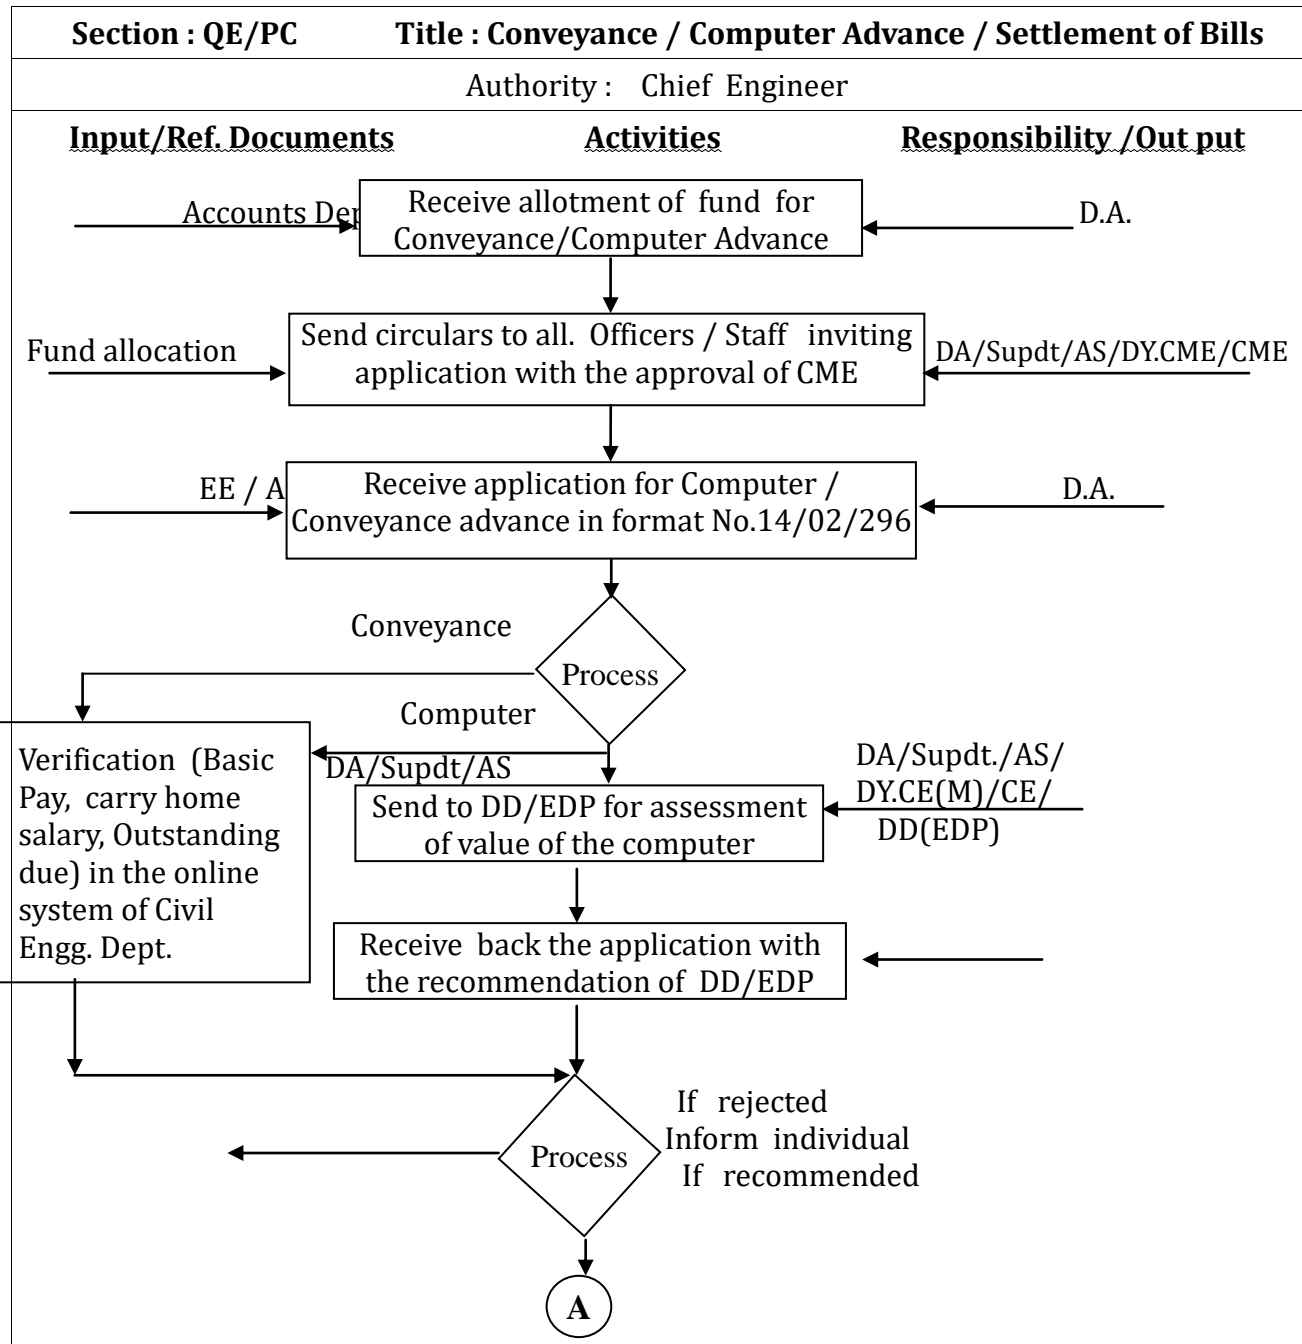 Section : QE/PC Title : Conveyance / Computer Advance / Settlement of Bills
Authority : Chief Engineer
Input/Ref. Documents Activities Responsibility /Out put
Accounts Dep
Receive allotment of fund for
Conveyance/Computer Advance
D.A.
Fund allocation
Send circulars to all. Officers / Staff inviting
application with the approval of CME
DA/Supdt/AS/DY.CME/CME
EE / A
Receive application for Computer /
Conveyance advance in format No.14/02/296
D.A.
Conveyance
Process
Computer
Verification (Basic
Pay, carry home
salary, Outstanding
due) in the online
system of Civil
Engg. Dept.
DA/Supdt/AS
Send to DD/EDP for assessment
of value of the computer
DA/Supdt./AS/
DY.CE(M)/CE/
DD(EDP)
Receive back the application with
the recommendation of DD/EDP
Process
If rejected
Inform individual
If recommended
A